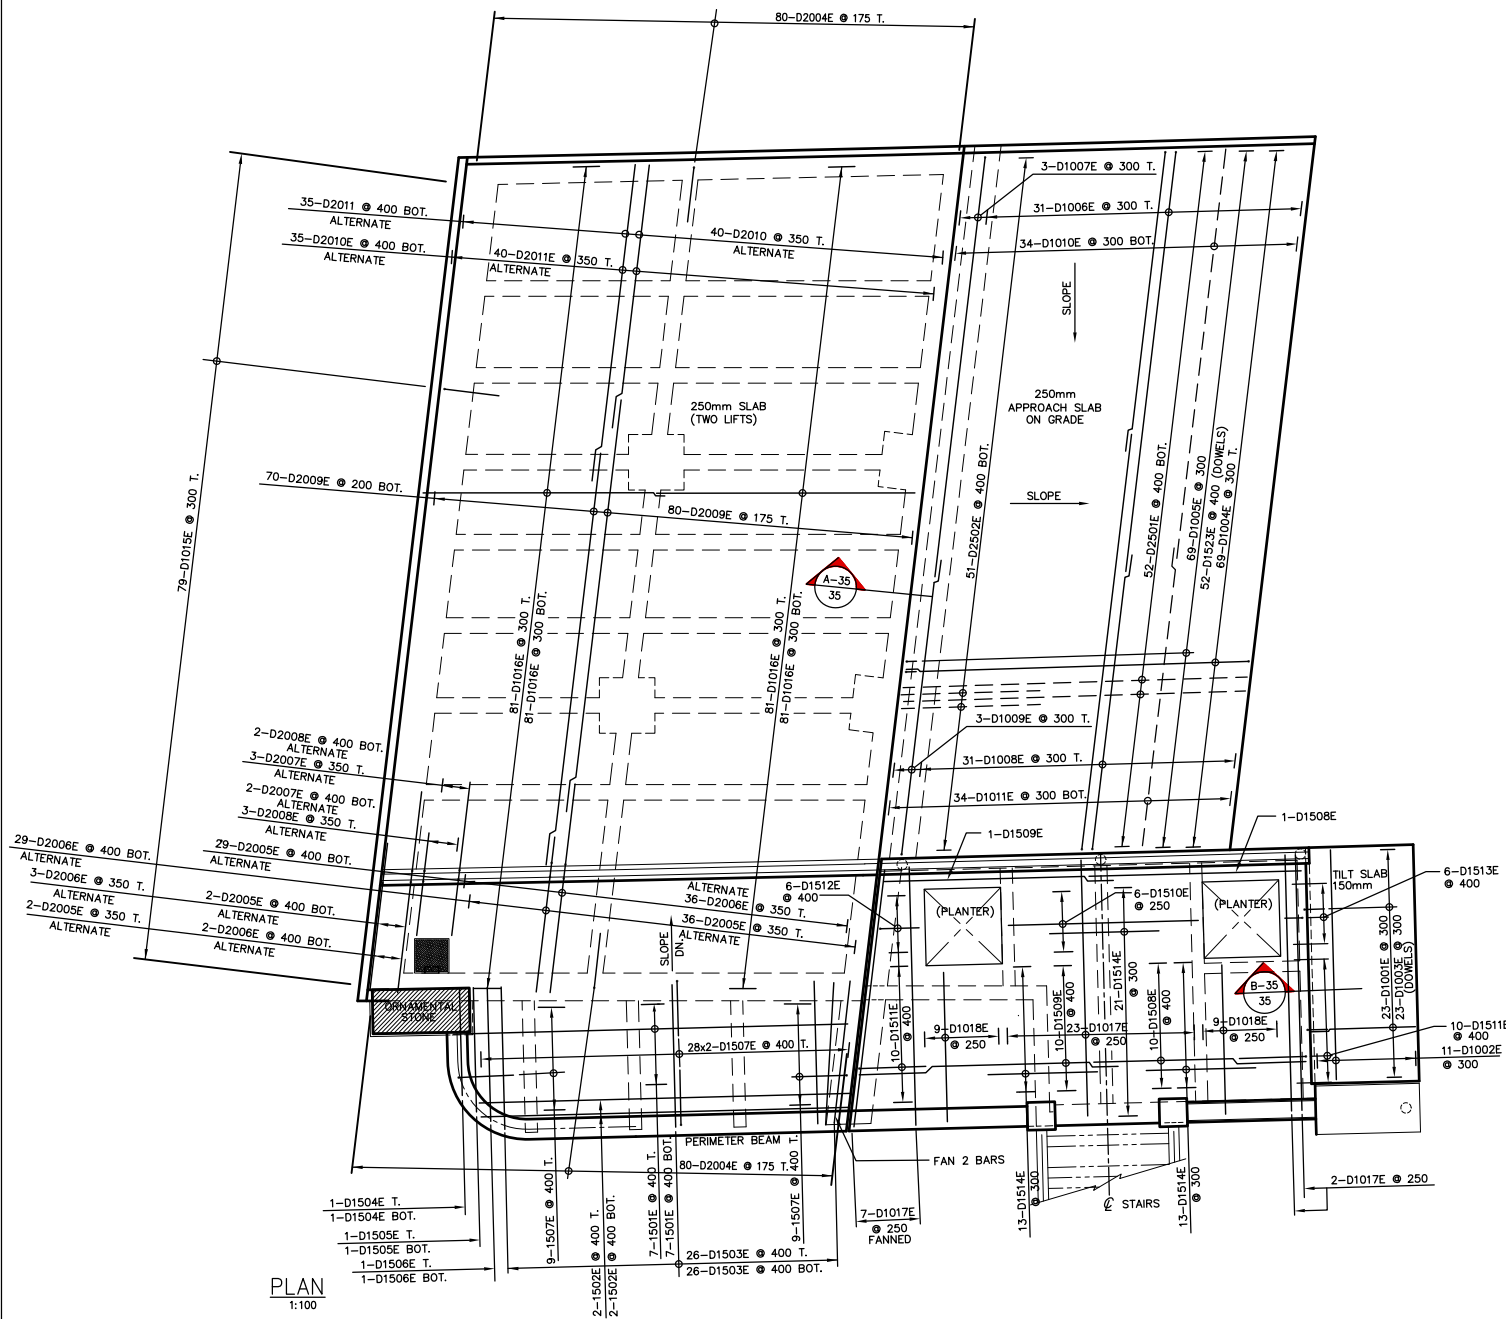 80-D2004E @ 175 T.
3-D1007E @ 300 T.
35-D2011 @ 400 BOT.
ALTERNATE
31-D1006E @ 300 T.
40-D2010 @ 350 T.
ALTERNATE
34-D1010E @ 300 BOT.
35-D2010E @ 400 BOT.
ALTERNATE
40-D2011E @ 350 T.
ALTERNATE
SLOPE
250mm SLAB
(TWO LIFTS)
250mm
APPROACH SLAB
ON GRADE
79-D1015E @ 300 T.
70-D2009E @ 200 BOT.
80-D2009E @ 175 T.
SLOPE
51-D2502E @ 400 BOT.
52-D2501E @ 400 BOT.
69-D1005E @ 300
52-D1523E @ 400 (DOWELS)
69-D1004E @ 300 T.
A-35
35
81-D1016E @ 300 T.
81-D1016E @ 300 BOT.
81-D1016E @ 300 T.
81-D1016E @ 300 BOT.
3-D1009E @ 300 T.
31-D1008E @ 300 T.
34-D1011E @ 300 BOT.
2-D2008E @ 400 BOT.
ALTERNATE
3-D2007E @ 350 T.
ALTERNATE
2-D2007E @ 400 BOT.
ALTERNATE
3-D2008E @ 350 T.
ALTERNATE
29-D2006E @ 400 BOT.
ALTERNATE
29-D2005E @ 400 BOT.
ALTERNATE
3-D2006E @ 350 T.
ALTERNATE
2-D2005E @ 400 BOT.
ALTERNATE
2-D2005E @ 350 T.
ALTERNATE
2-D2006E @ 400 BOT.
ALTERNATE
ALTERNATE
36-D2006E @ 350 T.
36-D2005E @ 350 T.
ALTERNATE
1-D1509E
1-D1508E
6-D1512E
@ 400
(PLANTER)
6-D1510E
@ 250
(PLANTER)
TILT SLAB
150mm
6-D1513E
@ 400
SLOPE
DN.
ORNAMENTAL
STONE
10-D1511E
@ 400
10-D1509E
@ 400
21-D1514E
@ 300
10-D1508E
@ 400
B-35
35
23-D1001E @ 300
23-D1003E @ 300
(DOWELS)
9-D1018E
@ 250
23-D1017E
@ 250
9-D1018E
@ 250
10-D1511E
@ 400
11-D1002E
@ 300
28x2-D1507E @ 400 T.
PERIMETER BEAM
80-D2004E @ 175 T.
FAN 2 BARS
1-D1504E T.
1-D1504E BOT.
1-D1505E T.
1-D1505E BOT.
1-D1506E T.
1-D1506E BOT.
9-1507E @ 400 T.
2-1502E @ 400 T.
2-1502E @ 400 BOT.
7-1501E @ 400 T.
7-1501E @ 400 BOT.
9-1507E @ 400 T.
26-D1503E @ 400 T.
26-D1503E @ 400 BOT.
7-D1017E
@ 250
FANNED
13-D1514E
@ 300
℄ STAIRS
13-D1514E
@ 300
2-D1017E @ 250
PLAN
1:100